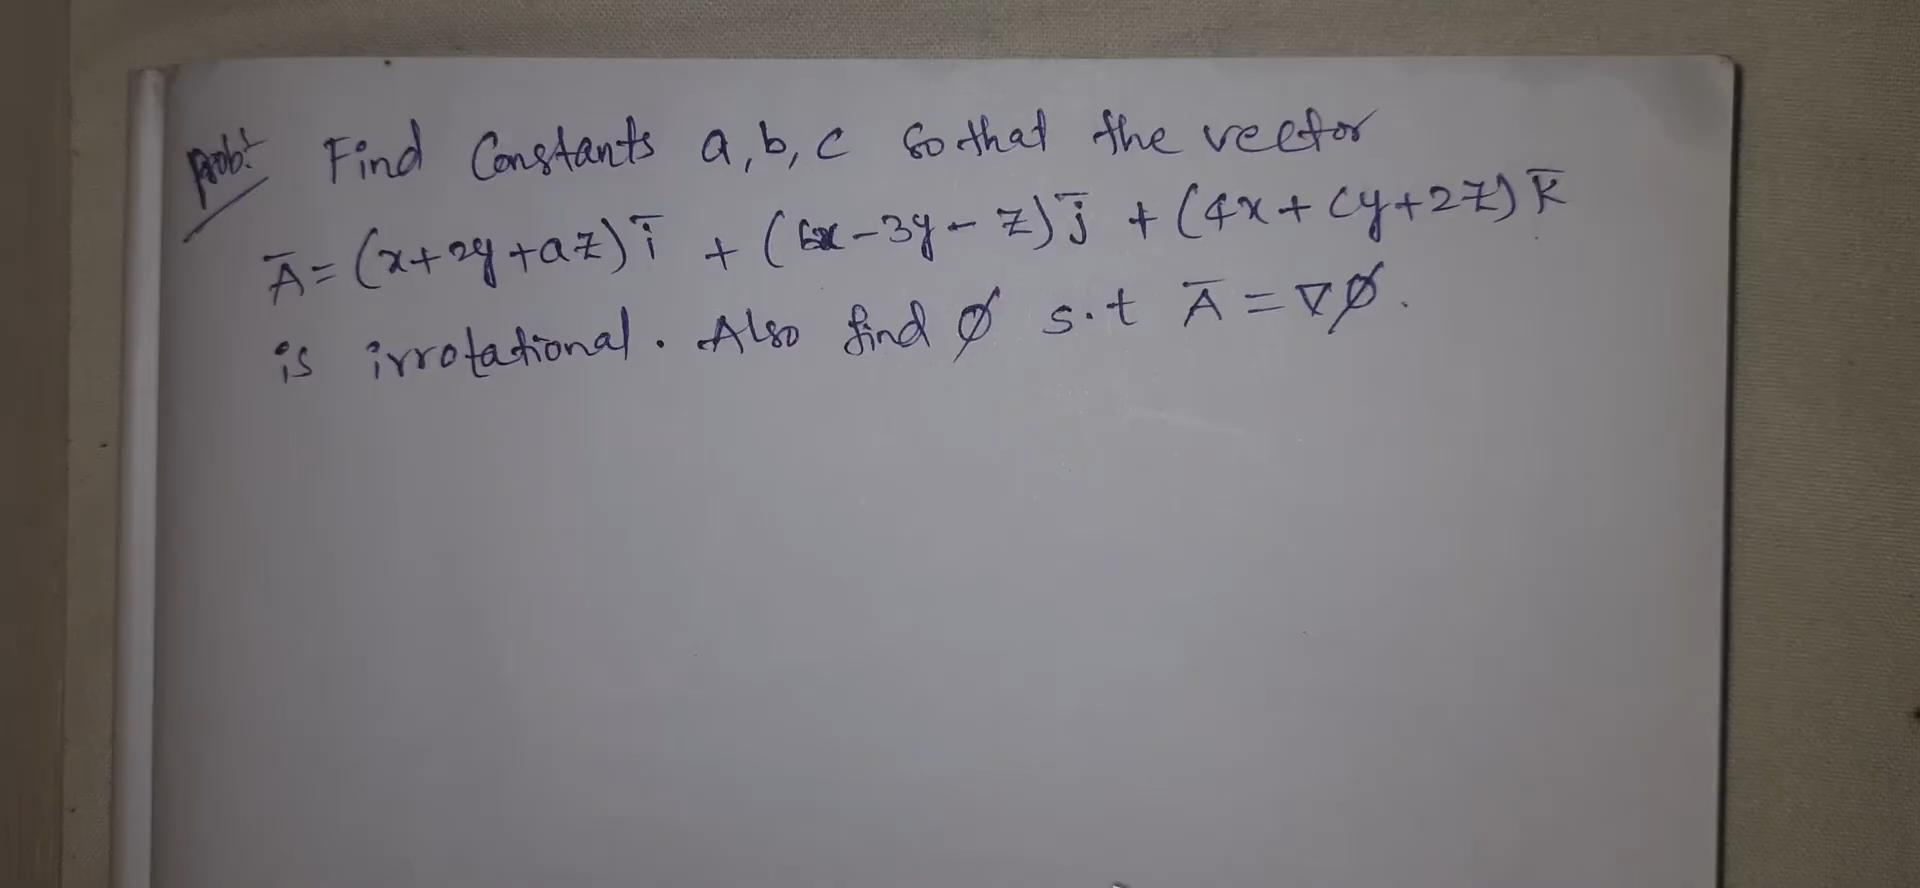 Prob:- Find Constants a, b, c so that the vector
A̅ = (x+2y+az) i̅ + (bx-3y-z) j̅ + (4x+cy+2z) k̅
is irrotational. Also find ϕ s.t A̅ = ∇ϕ.